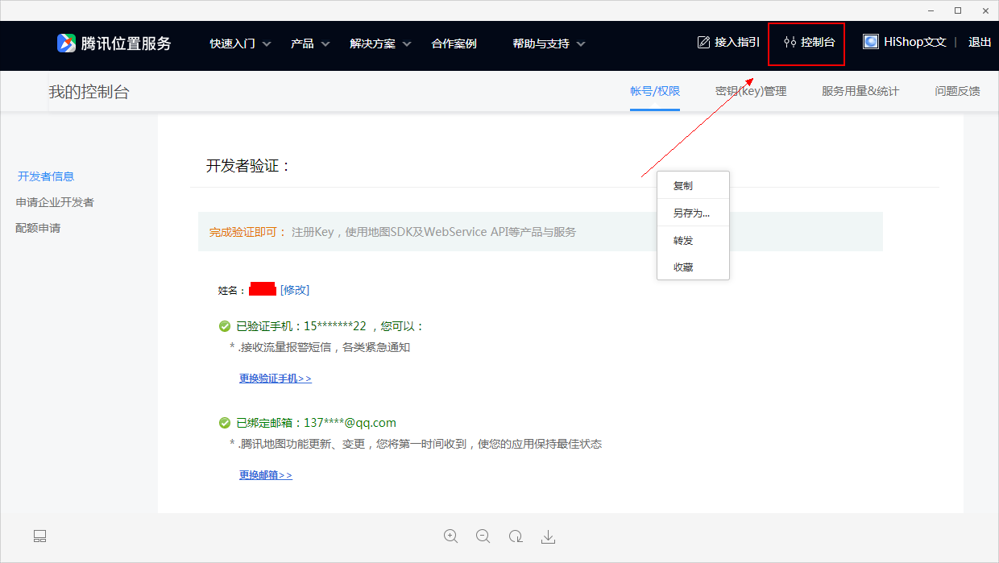 腾讯位置服务 快速入门 产品 解决方案 合作案例 帮助与支持 接入指引 控制台 HiShop文文 | 退出
我的控制台 帐号/权限 密钥(key)管理 服务用量&统计 问题反馈
开发者信息
申请企业开发者
配额申请
开发者验证：
完成验证即可： 注册Key，使用地图SDK及WebService API等产品与服务
姓名： [修改]
已验证手机：15*******22 ，您可以：
* .接收流量报警短信，各类紧急通知
更换验证手机>>
已绑定邮箱：137****@qq.com
* .腾讯地图功能更新、变更，您将第一时间收到，使您的应用保持最佳状态
更换邮箱>>
复制
另存为...
转发
收藏